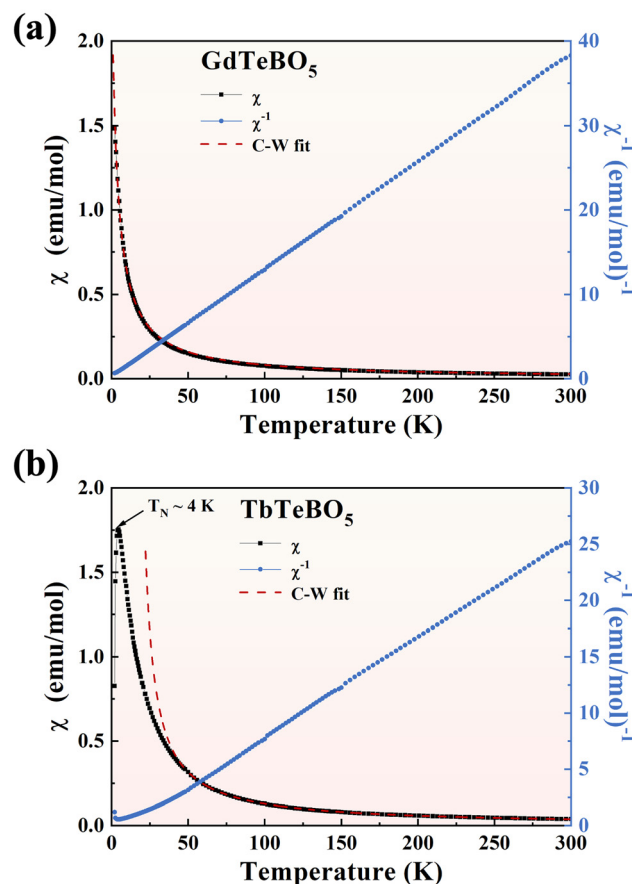 (a)
GdTeBO₅
χ
χ⁻¹
C-W fit
2.0
1.5
1.0
0.5
0.0
χ (emu/mol)
40
30
20
10
0
χ⁻¹ (emu/mol)⁻¹
0 50 100 150 200 250 300
Temperature (K)
(b)
T_N ~ 4 K
TbTeBO₅
χ
χ⁻¹
C-W fit
2.0
1.5
1.0
0.5
0.0
χ (emu/mol)
30
25
20
15
10
5
0
χ⁻¹ (emu/mol)⁻¹
0 50 100 150 200 250 300
Temperature (K)